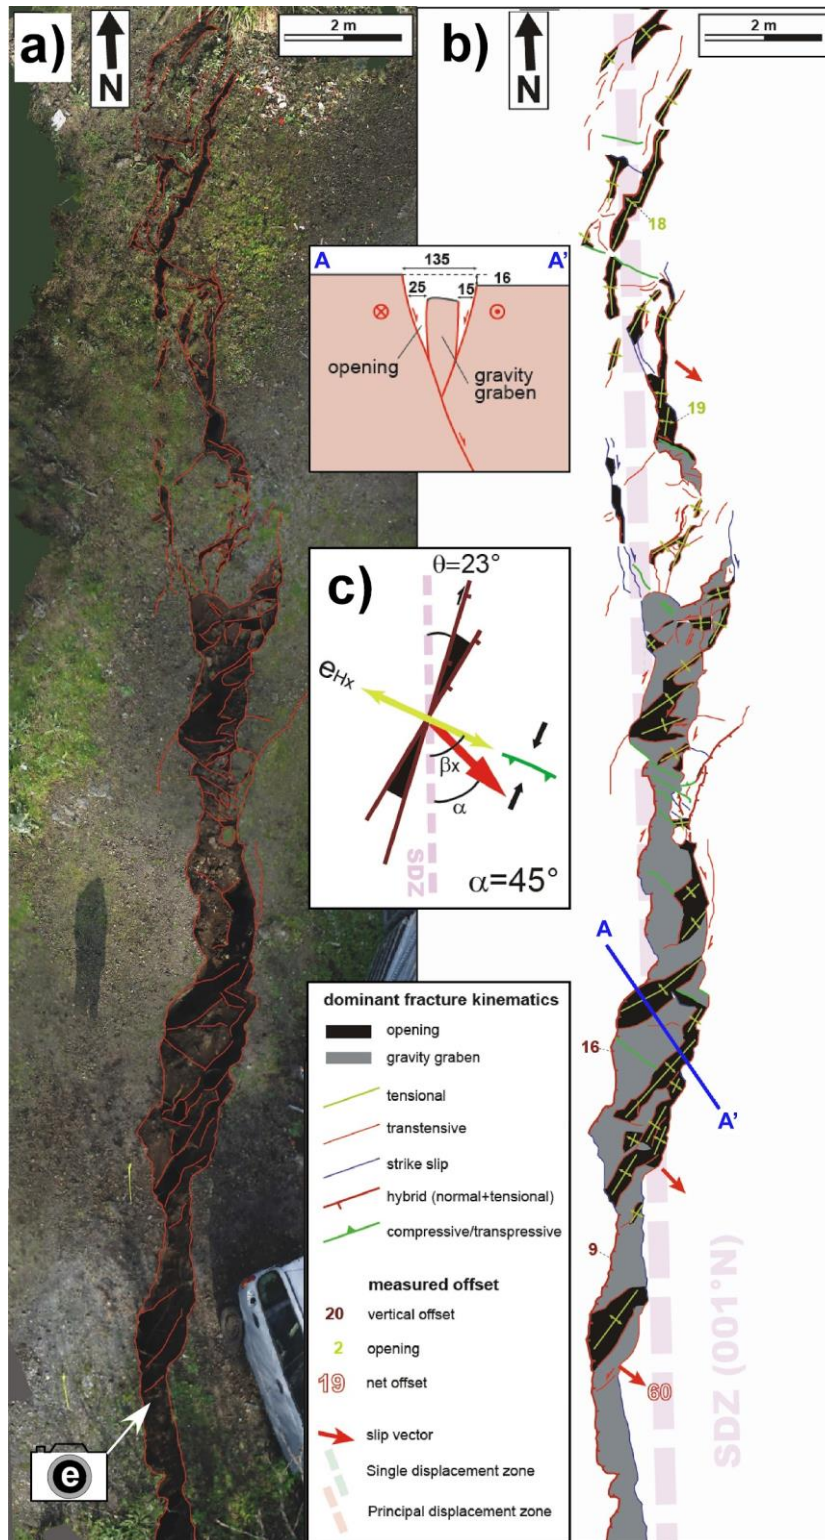 a)
N
2 m
b)
N
2 m
18
A
A'
135
16
25
15
opening
gravity
graben
19
c)
θ=23°
eHx
βx
α
SDZ
α=45°
A
A'
16
9
60
SDZ (001°N)
dominant fracture kinematics
opening
gravity graben
tensional
transtensive
strike slip
hybrid (normal+tensional)
compressive/transpressive
measured offset
20 vertical offset
2 opening
19 net offset
slip vector
Single displacement zone
Principal displacement zone
e